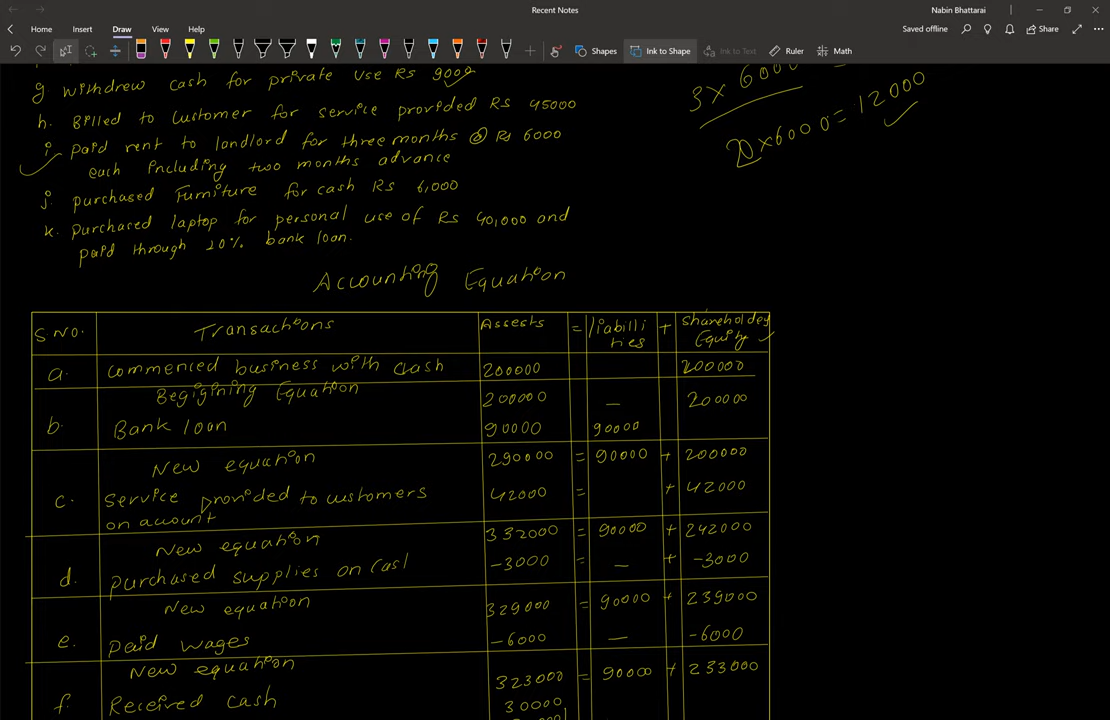 Recent Notes
Nabin Bhattarai
Home Insert Draw View Help
Saved offline
Share
Shapes Ink to Shape Ink to Text Ruler Math
g. Withdrew cash for private use Rs 9000
h. Billed to customer for service provided Rs 45000
i. Paid rent to landlord for three months @ Rs 6000
each including two months advance
j. purchased Furniture for cash Rs 6,000
k. purchased laptop for personal use of Rs 40,000 and
paid through 20% bank loan.
3 x 6000 =
2 x 6000 = 12000
Accounting Equation
S.No. Transactions Assests = liabilli ties + Shareholdey Equity
a. commenced business with cash 200000 200000
Begigining Equation 200000 — 200000
b. Bank loan 90000 90000
New equation 290000 = 90000 + 200000
c. Service provided to customers 42000 = + 42000
on acount
New equation 332000 = 90000 + 242000
d. purchased supplies on Cas -3000 = — + -3000
New equation 329000 = 90000 + 239000
e. paid wages -6000 — -6000
New equation 323000 = 90000 + 233000
f. Received cash 30000